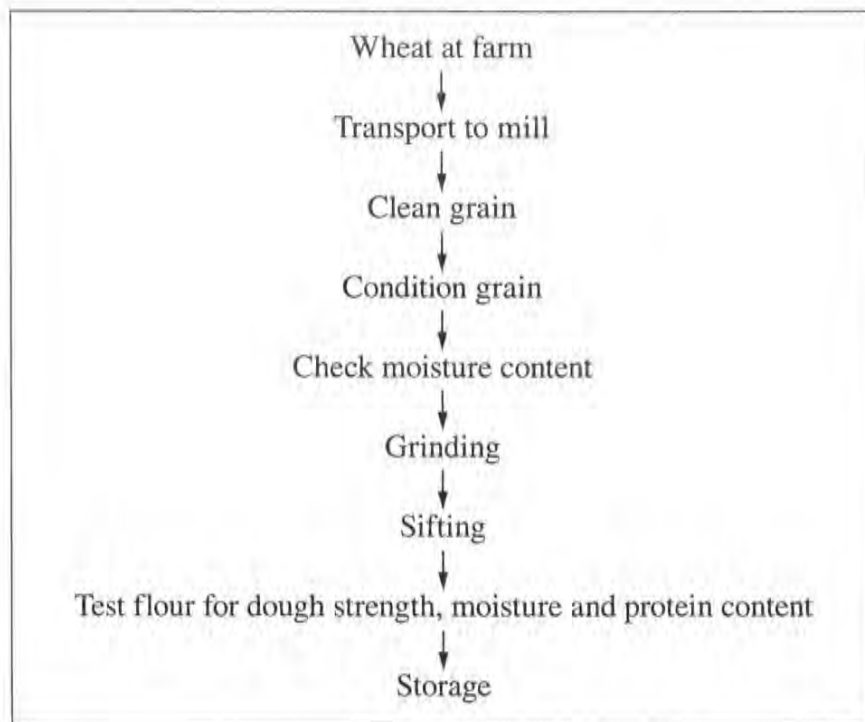 Wheat at farm
Transport to mill
Clean grain
Condition grain
Check moisture content
Grinding
Sifting
Test flour for dough strength, moisture and protein content
Storage